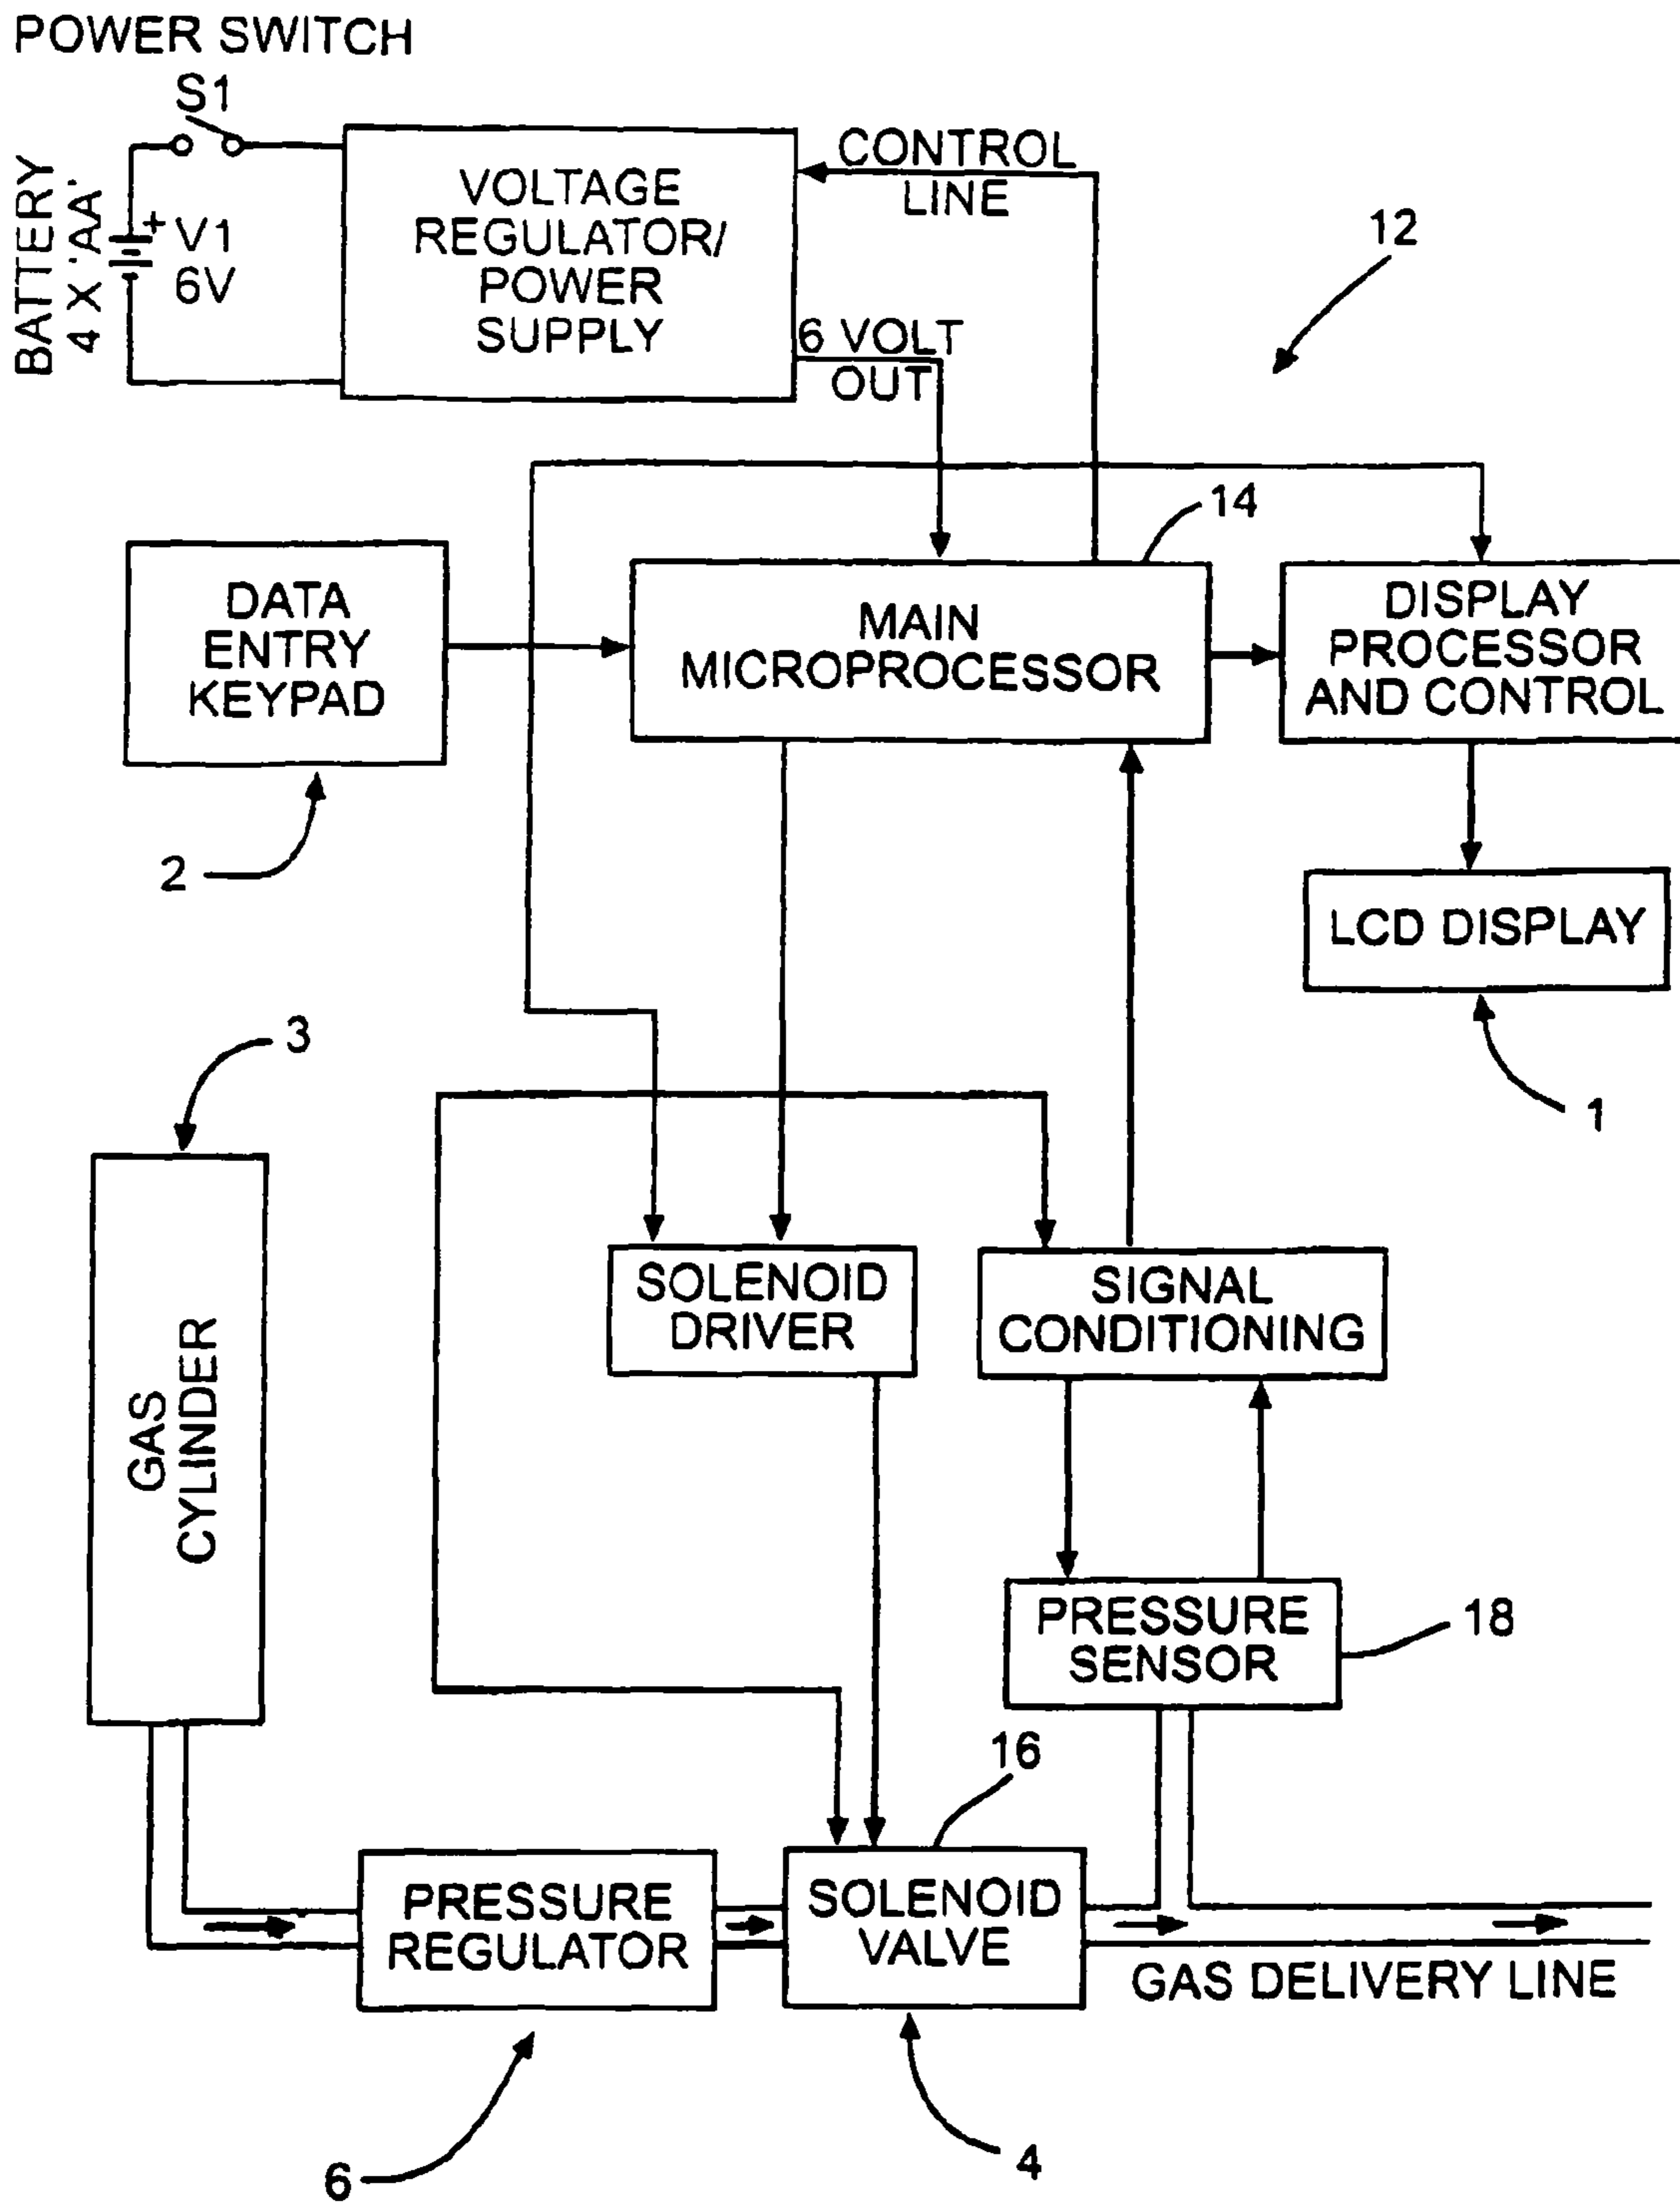 POWER SWITCH
S1
BATTERY
4 X 'AA'
+ V1
6V
VOLTAGE
REGULATOR/
POWER
SUPPLY
CONTROL
LINE
6 VOLT
OUT
12
14
DATA
ENTRY
KEYPAD
2
MAIN
MICROPROCESSOR
DISPLAY
PROCESSOR
AND CONTROL
LCD DISPLAY
1
3
GAS
CYLINDER
SOLENOID
DRIVER
SIGNAL
CONDITIONING
PRESSURE
SENSOR
18
16
PRESSURE
REGULATOR
SOLENOID
VALVE
GAS DELIVERY LINE
6
4